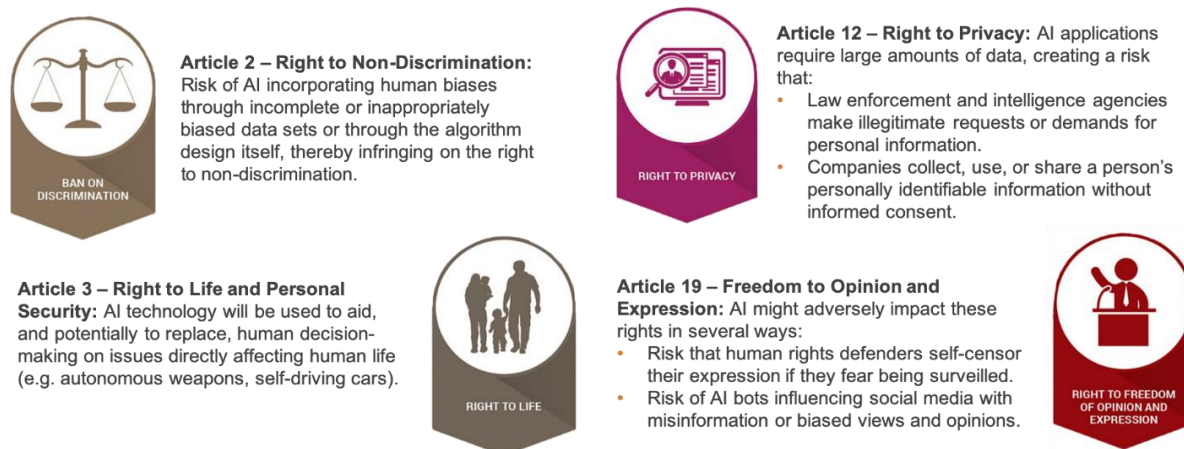 BAN ON
DISCRIMINATION
Article 2 – Right to Non-Discrimination:
Risk of AI incorporating human biases
through incomplete or inappropriately
biased data sets or through the algorithm
design itself, thereby infringing on the right
to non-discrimination.
RIGHT TO PRIVACY
Article 12 – Right to Privacy: AI applications
require large amounts of data, creating a risk
that:
• Law enforcement and intelligence agencies
make illegitimate requests or demands for
personal information.
• Companies collect, use, or share a person's
personally identifiable information without
informed consent.
Article 3 – Right to Life and Personal
Security: AI technology will be used to aid,
and potentially to replace, human decision-
making on issues directly affecting human life
(e.g. autonomous weapons, self-driving cars).
RIGHT TO LIFE
Article 19 – Freedom to Opinion and
Expression: AI might adversely impact these
rights in several ways:
• Risk that human rights defenders self-censor
their expression if they fear being surveilled.
• Risk of AI bots influencing social media with
misinformation or biased views and opinions.
RIGHT TO FREEDOM
OF OPINION AND
EXPRESSION